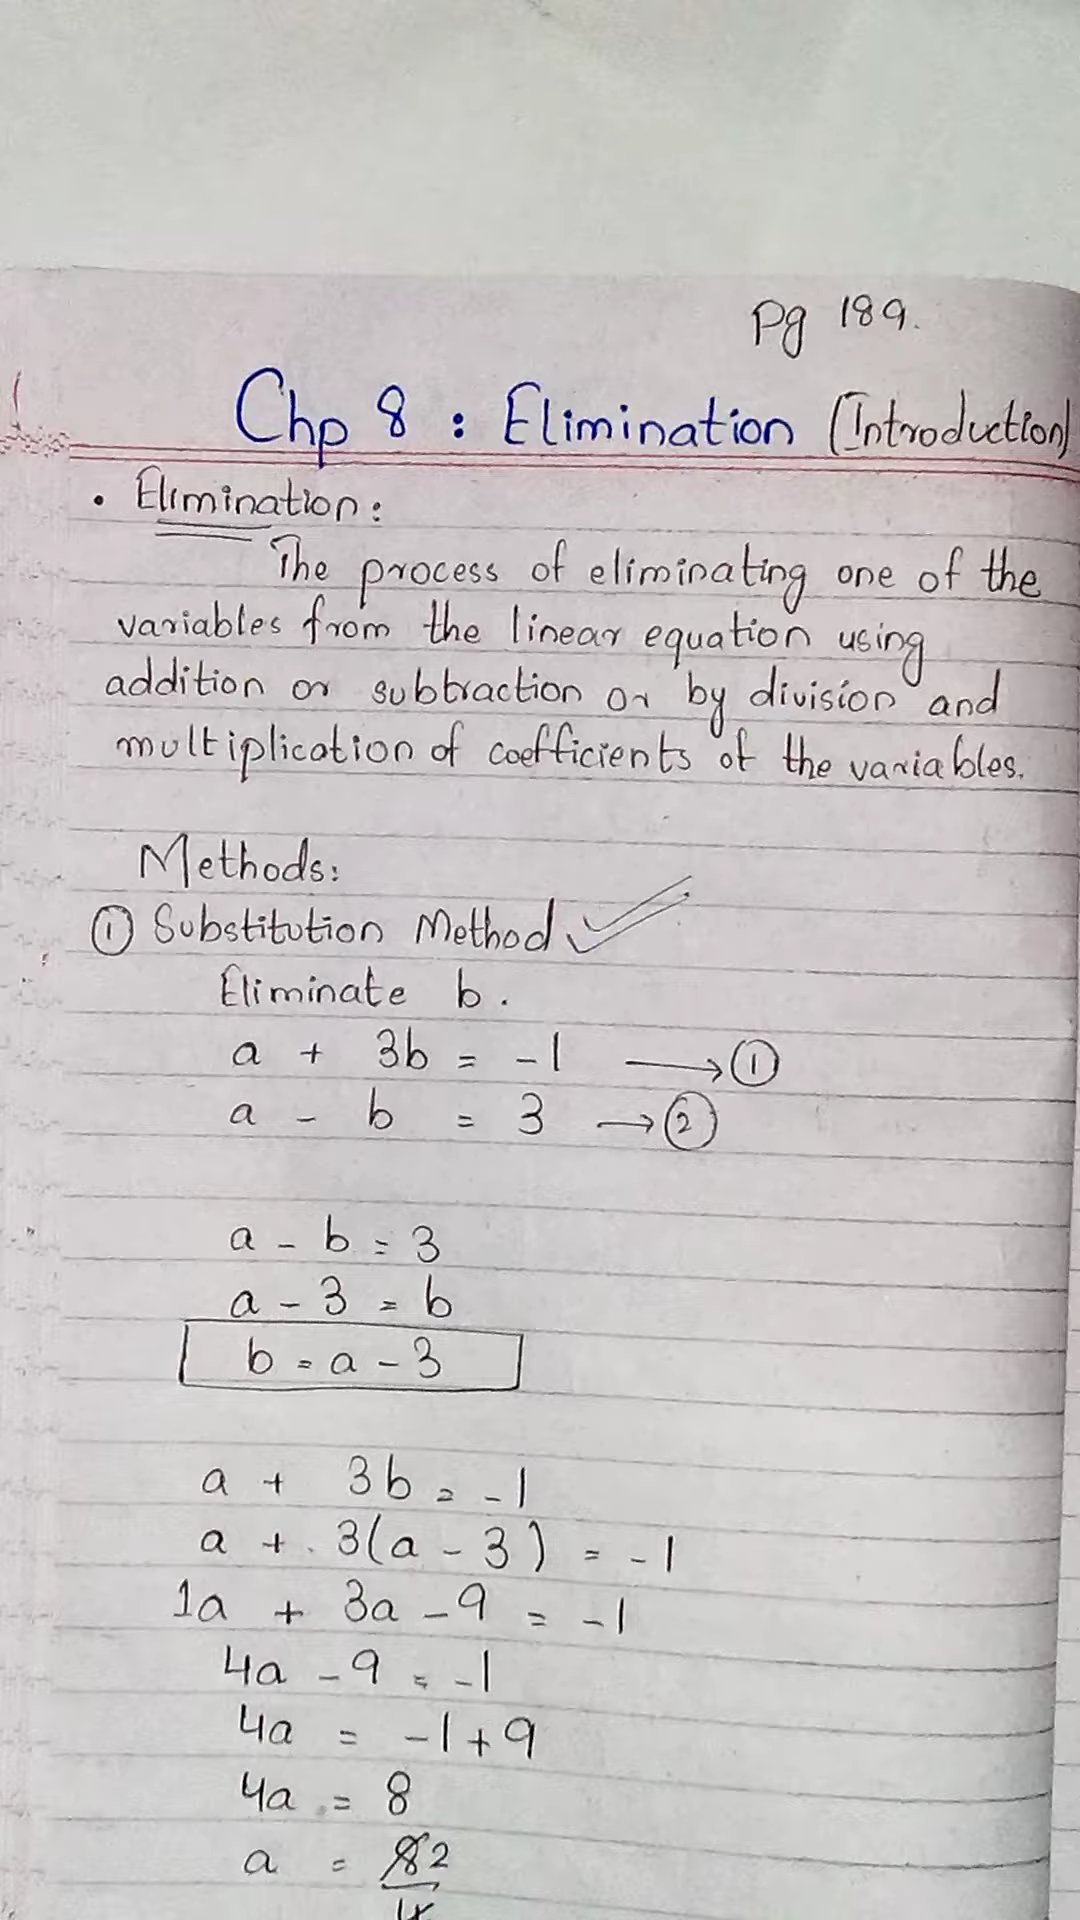 Pg 189.
Chp 8 : Elimination (Introduction)
• Elimination:
The process of eliminating one of the
variables from the linear equation using
addition or subtraction or by division and
multiplication of coefficients of the variables.
Methods:
① Substitution Method ✓
Eliminate b.
a + 3b = -1 → ①
a - b = 3 → ②
a - b = 3
a - 3 = b
b = a - 3
a + 3b = -1
a + 3(a - 3) = -1
1a + 3a - 9 = -1
4a - 9 = -1
4a = -1 + 9
4a = 8
a = 8 2
4